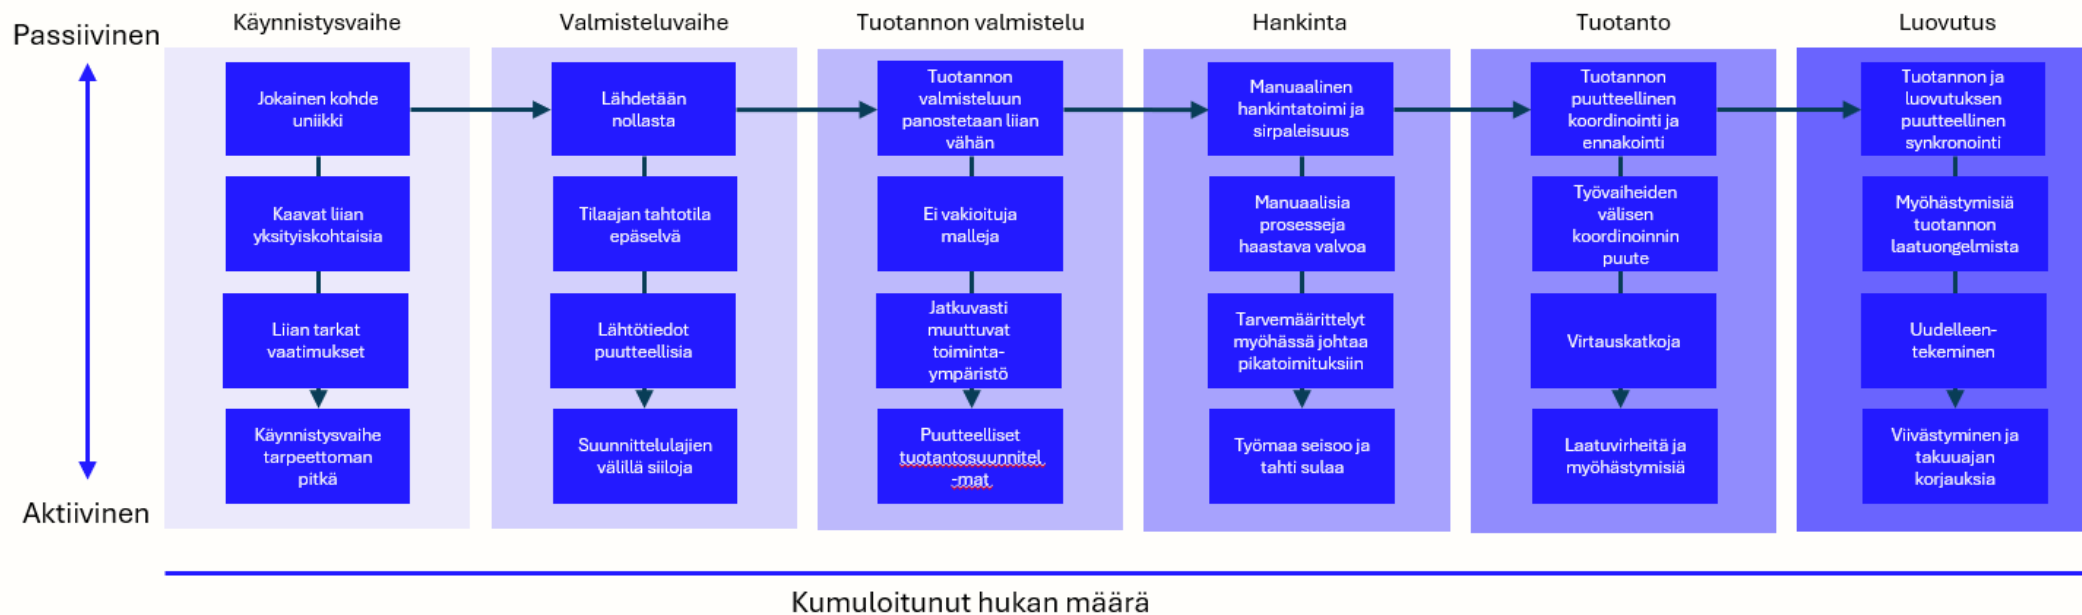 Passiivinen
Aktiivinen
Käynnistysvaihe
Jokainen kohde
uniikki
Kaavat liian
yksityiskohtaisia
Liian tarkat
vaatimukset
Käynnistysvaihe
tarpeettoman
pitkä
Valmisteluvaihe
Lähdetään
nollasta
Tilaajan tahtotila
epäselvä
Lähtötiedot
puutteellisia
Suunnittelulajien
välillä siiloja
Tuotannon valmistelu
Tuotannon
valmisteluun
panostetaan liian
vähän
Ei vakioituja
malleja
Jatkuvasti
muuttuvat
toiminta-
ympäristö
Puutteelliset
tuotantosuunnitel
-mat
Hankinta
Manuaalinen
hankintatoimi ja
sirpaleisuus
Manuaalisia
prosesseja
haastava valvoa
Tarvemäärittelyt
myöhässä johtaa
pikatoimituksiin
Työmaa seisoo ja
tahti sulaa
Tuotanto
Tuotannon
puutteellinen
koordinointi ja
ennakointi
Työvaiheiden
välisen
koordinoinnin
puute
Virtauskatkoja
Laatuvirheitä ja
myöhästymisiä
Luovutus
Tuotannon ja
luovutuksen
puutteellinen
synkronointi
Myöhästymisiä
tuotannon
laatuongelmista
Uudelleen-
tekeminen
Viivästyminen ja
takuuajan
korjauksia
Kumuloitunut hukan määrä